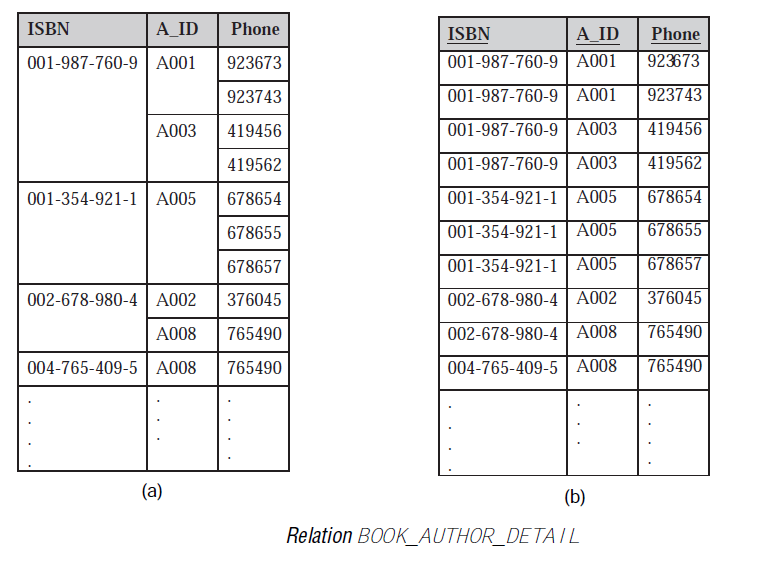 ISBN A_ID Phone
001-987-760-9 A001 923673
923743
A003 419456
419562
001-354-921-1 A005 678654
678655
678657
002-678-980-4 A002 376045
A008 765490
004-765-409-5 A008 765490
. . .
. . .
. . .
. .
(a)
ISBN A_ID Phone
001-987-760-9 A001 923673
001-987-760-9 A001 923743
001-987-760-9 A003 419456
001-987-760-9 A003 419562
001-354-921-1 A005 678654
001-354-921-1 A005 678655
001-354-921-1 A005 678657
002-678-980-4 A002 376045
002-678-980-4 A008 765490
004-765-409-5 A008 765490
. . .
. . .
. . .
. .
(b)
Relation BOOK_AUTHOR_DETAIL